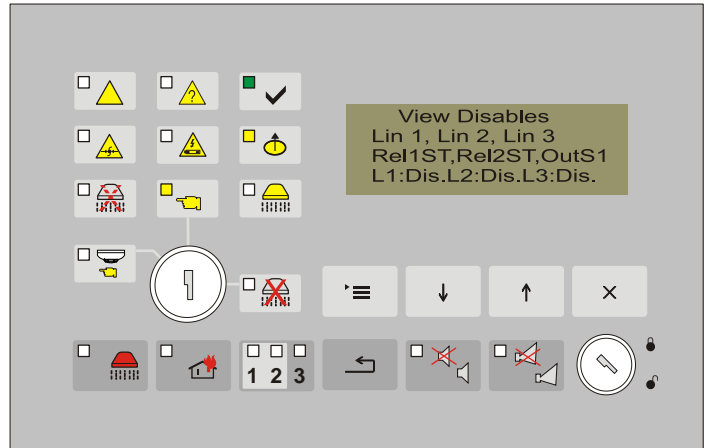 View Disables
Lin 1, Lin 2, Lin 3
Rel1ST,Rel2ST,OutS1
L1:Dis.L2:Dis.L3:Dis.
?
1 2 3